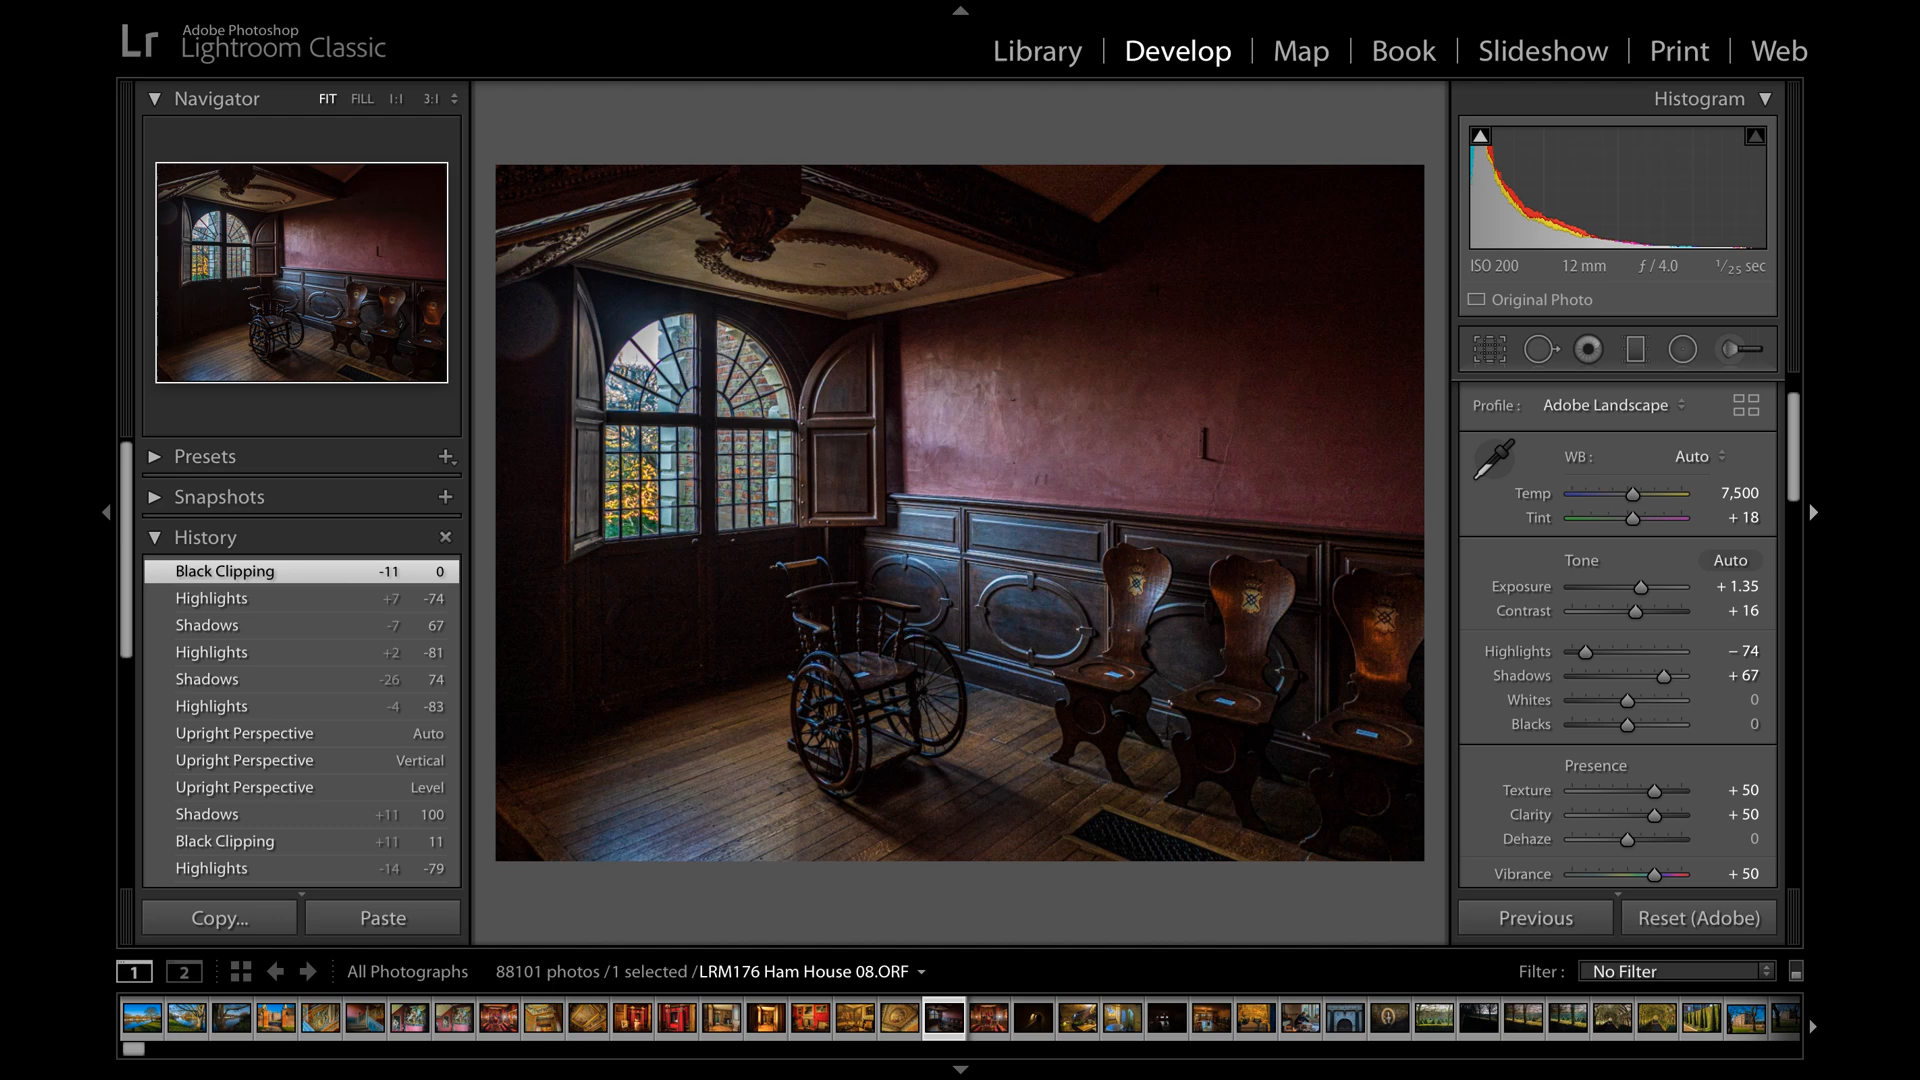 Lr
Adobe Photoshop
Lightroom Classic
Library | Develop | Map | Book | Slideshow | Print | Web
Navigator FIT FILL 1:1 3:1
Presets
Snapshots
History
Black Clipping -11 0
Highlights +7 -74
Shadows -7 67
Highlights +2 -81
Shadows -26 74
Highlights -4 -83
Upright Perspective Auto
Upright Perspective Vertical
Upright Perspective Level
Shadows +11 100
Black Clipping +11 11
Highlights -14 -79
Copy... Paste
Histogram
ISO 200 12 mm ƒ / 4.0 1/25 sec
Original Photo
Profile : Adobe Landscape
WB : Auto
Temp 7,500
Tint + 18
Tone Auto
Exposure + 1.35
Contrast + 16
Highlights − 74
Shadows + 67
Whites 0
Blacks 0
Presence
Texture + 50
Clarity + 50
Dehaze 0
Vibrance + 50
Previous Reset (Adobe)
1 2 All Photographs 88101 photos /1 selected /LRM176 Ham House 08.ORF Filter : No Filter